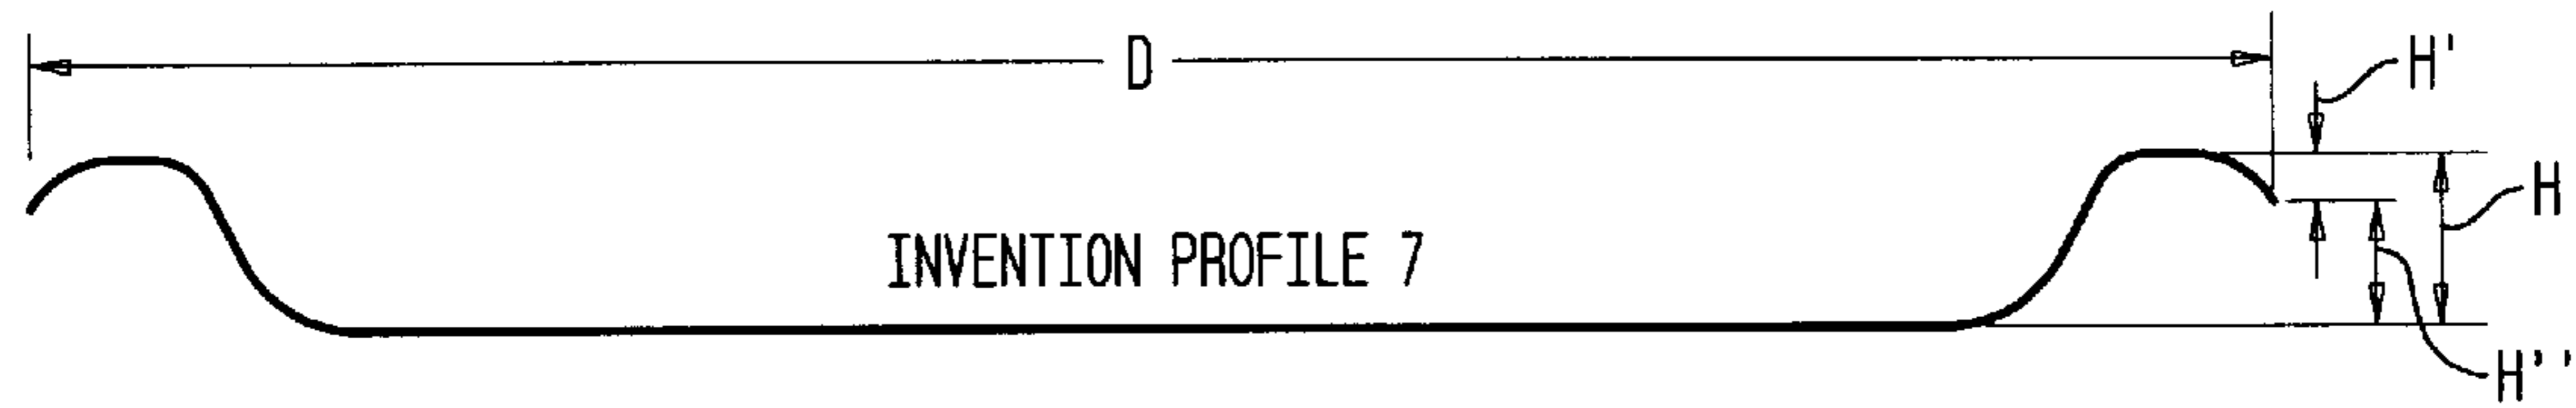 D
H'
H
INVENTION PROFILE 7
H''